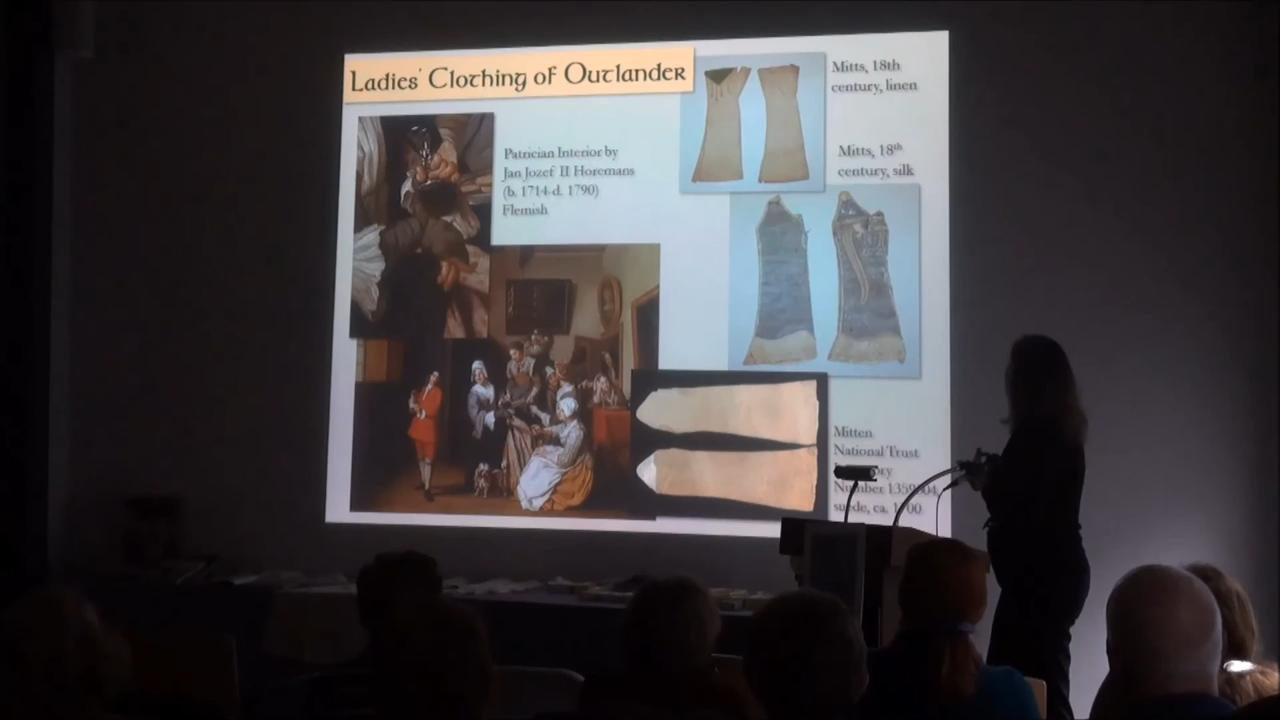 Ladies' Clothing of Outlander
Patrician Interior by
Jan Jozef II Horemans
(b. 1714-d. 1790)
Flemish
Mitts, 18th
century, linen
Mitts, 18th
century, silk
Mitten
National Trust
Number
suede, ca.